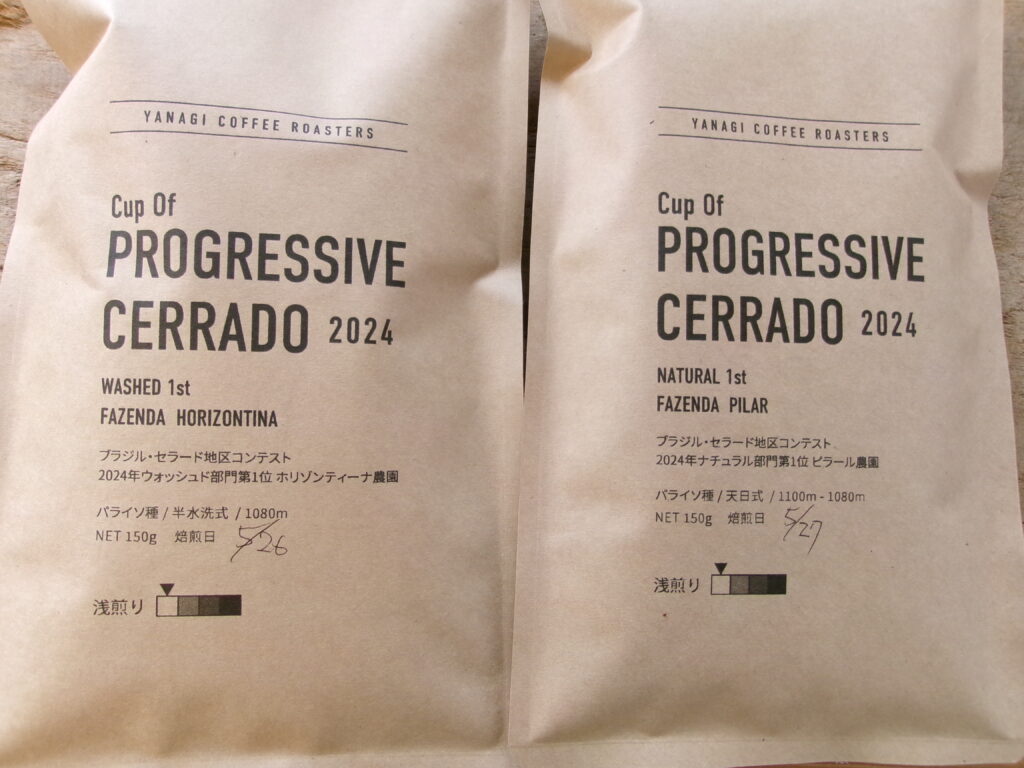 YANAGI COFFEE ROASTERS
Cup Of
PROGRESSIVE
CERRADO 2024
WASHED 1st
FAZENDA HORIZONTINA
ブラジル・セラード地区コンテスト
2024年ウォッシュド部門第1位 ホリゾンティーナ農園
パライソ種 / 半水洗式 / 1080m
NET 150g 焙煎日 5/26
浅煎り
YANAGI COFFEE ROASTERS
Cup Of
PROGRESSIVE
CERRADO 2024
NATURAL 1st
FAZENDA PILAR
ブラジル・セラード地区コンテスト
2024年ナチュラル部門第1位 ピラール農園
パライソ種 / 天日式 / 1100m - 1080m
NET 150g 焙煎日 5/27
浅煎り